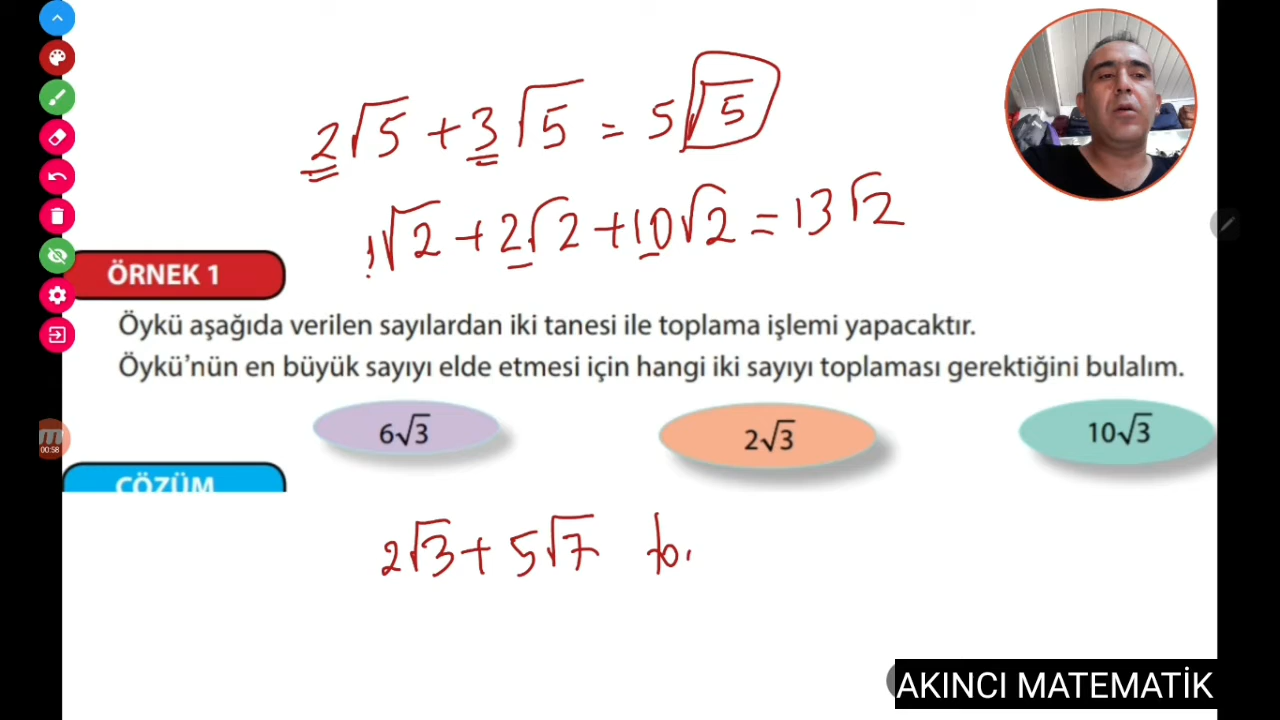 2√5 + 3√5 = 5√5
1√2 + 2√2 + 10√2 = 13√2
ÖRNEK 1
Öykü aşağıda verilen sayılardan iki tanesi ile toplama işlemi yapacaktır.
Öykü’nün en büyük sayıyı elde etmesi için hangi iki sayıyı toplaması gerektiğini bulalım.
6√3 2√3 10√3
00:58
ÇÖZÜM
2√3 + 5√7
AKINCI MATEMATİK